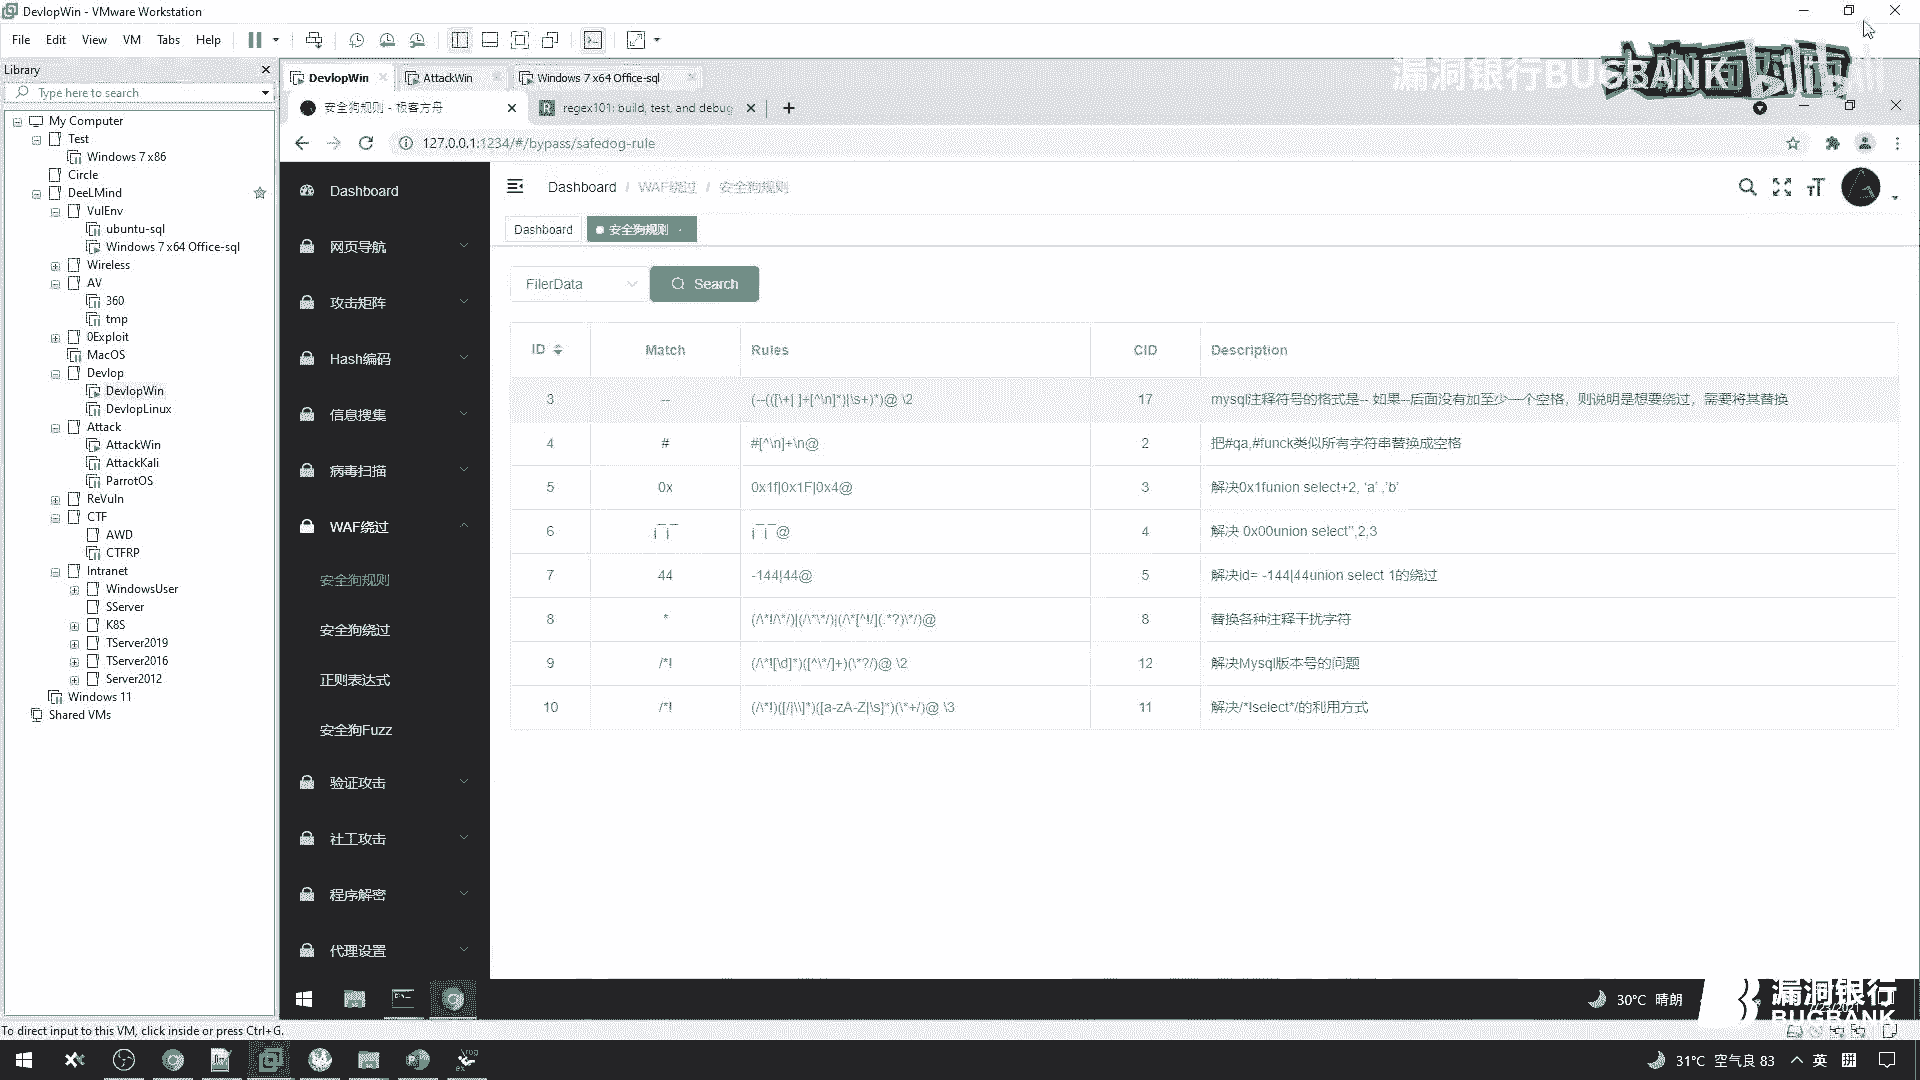 DevlopWin - VMware Workstation
File Edit View VM Tabs Help
Library
Type here to search
My Computer
Test
Windows 7 x86
Circle
DeeLMind
VulEnv
ubuntu-sql
Windows 7 x64 Office-sql
Wireless
AV
360
tmp
0Exploit
MacOS
Devlop
DevlopWin
DevlopLinux
Attack
AttackWin
AttackKali
ParrotOS
ReVuln
CTF
AWD
CTFRP
Intranet
WindowsUser
SServer
K8S
TServer2019
TServer2016
Server2012
Windows 11
Shared VMs
DevlopWin AttackWin Windows 7 x64 Office-sql
漏洞银行BUGBANK bilibili
安全狗规则 - 极客方舟 regex101: build, test, and debug
127.0.0.1:1234/#/bypass/safedog-rule
Dashboard
网页导航
攻击矩阵
Hash编码
信息搜集
病毒扫描
WAF绕过
安全狗规则
安全狗绕过
正则表达式
安全狗Fuzz
验证攻击
社工攻击
程序解密
代理设置
Dashboard / WAF绕过 / 安全狗规则
Dashboard 安全狗规则
FilerData Search
ID Match Rules CID Description
3 -- 17 mysql注释符号的格式是-- 如果--后面没有加至少一个空格，则说明是想要绕过，需要将其替换
4 # #[^\n]+\n@ 2 把#qa,#funck类似所有字符串替换成空格
5 0x 0x1f|0x1F|0x4@ 3 解决0x1funion select+2, 'a' ,'b'
6 4 解决 0x00union select'',2,3
7 44 -144|44@ 5 解决id= -144|44union select 1的绕过
8 * (/\*!/\*/)|(/\*\*/)|(/\*[^!/](.*?)\*/)@ 8 替换各种注释干扰字符
9 /*! (/\*![\d]*)([^\*/]+)(\*?/)@ \2 12 解决Mysql版本号的问题
10 /*! (/\*!)([/|\\]*)([a-zA-Z|\s]*)(\*+/)@ \3 11 解决/*!select*/的利用方式
30°C 晴朗
漏洞银行
BUGBANK
To direct input to this VM, click inside or press Ctrl+G.
31°C 空气良 83 英